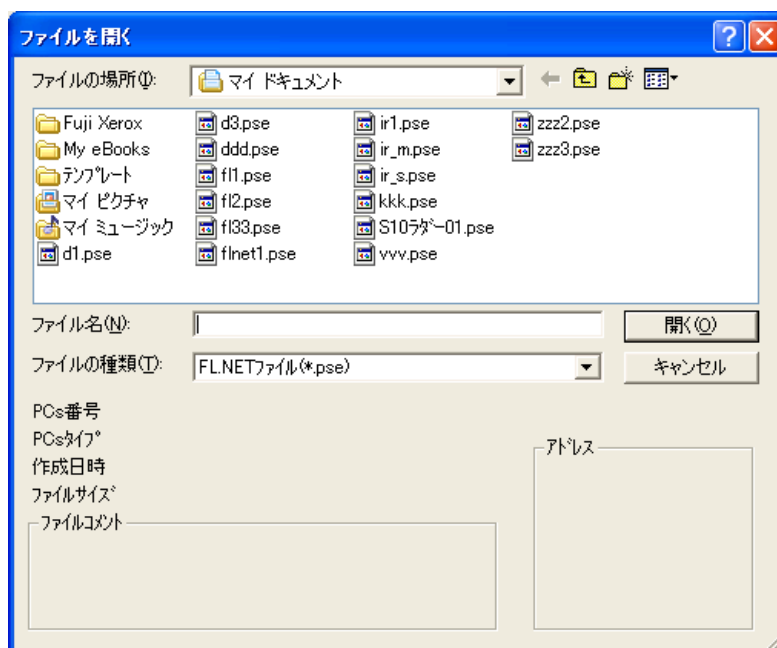 ファイルを開く
ファイルの場所(I):
マイ ドキュメント
Fuji Xerox
My eBooks
テンプレート
マイ ピクチャ
マイ ミュージック
d1.pse
d3.pse
ddd.pse
fl1.pse
fl2.pse
fl33.pse
flnet1.pse
ir1.pse
ir_m.pse
ir_s.pse
kkk.pse
S10ラダー01.pse
vvv.pse
zzz2.pse
zzz3.pse
ファイル名(N):
開く(O)
ファイルの種類(T):
FL.NETファイル(*.pse)
キャンセル
PCs番号
PCsタイプ
作成日時
ファイルサイズ
ファイルコメント
アドレス